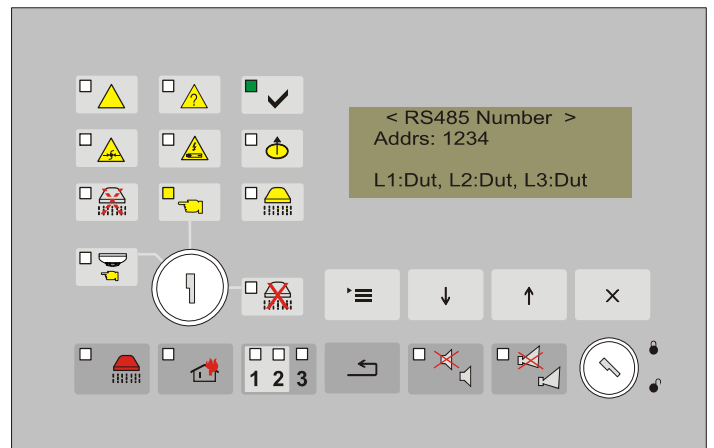 ?
< RS485 Number >
Addrs: 1234
L1:Dut, L2:Dut, L3:Dut
1 2 3